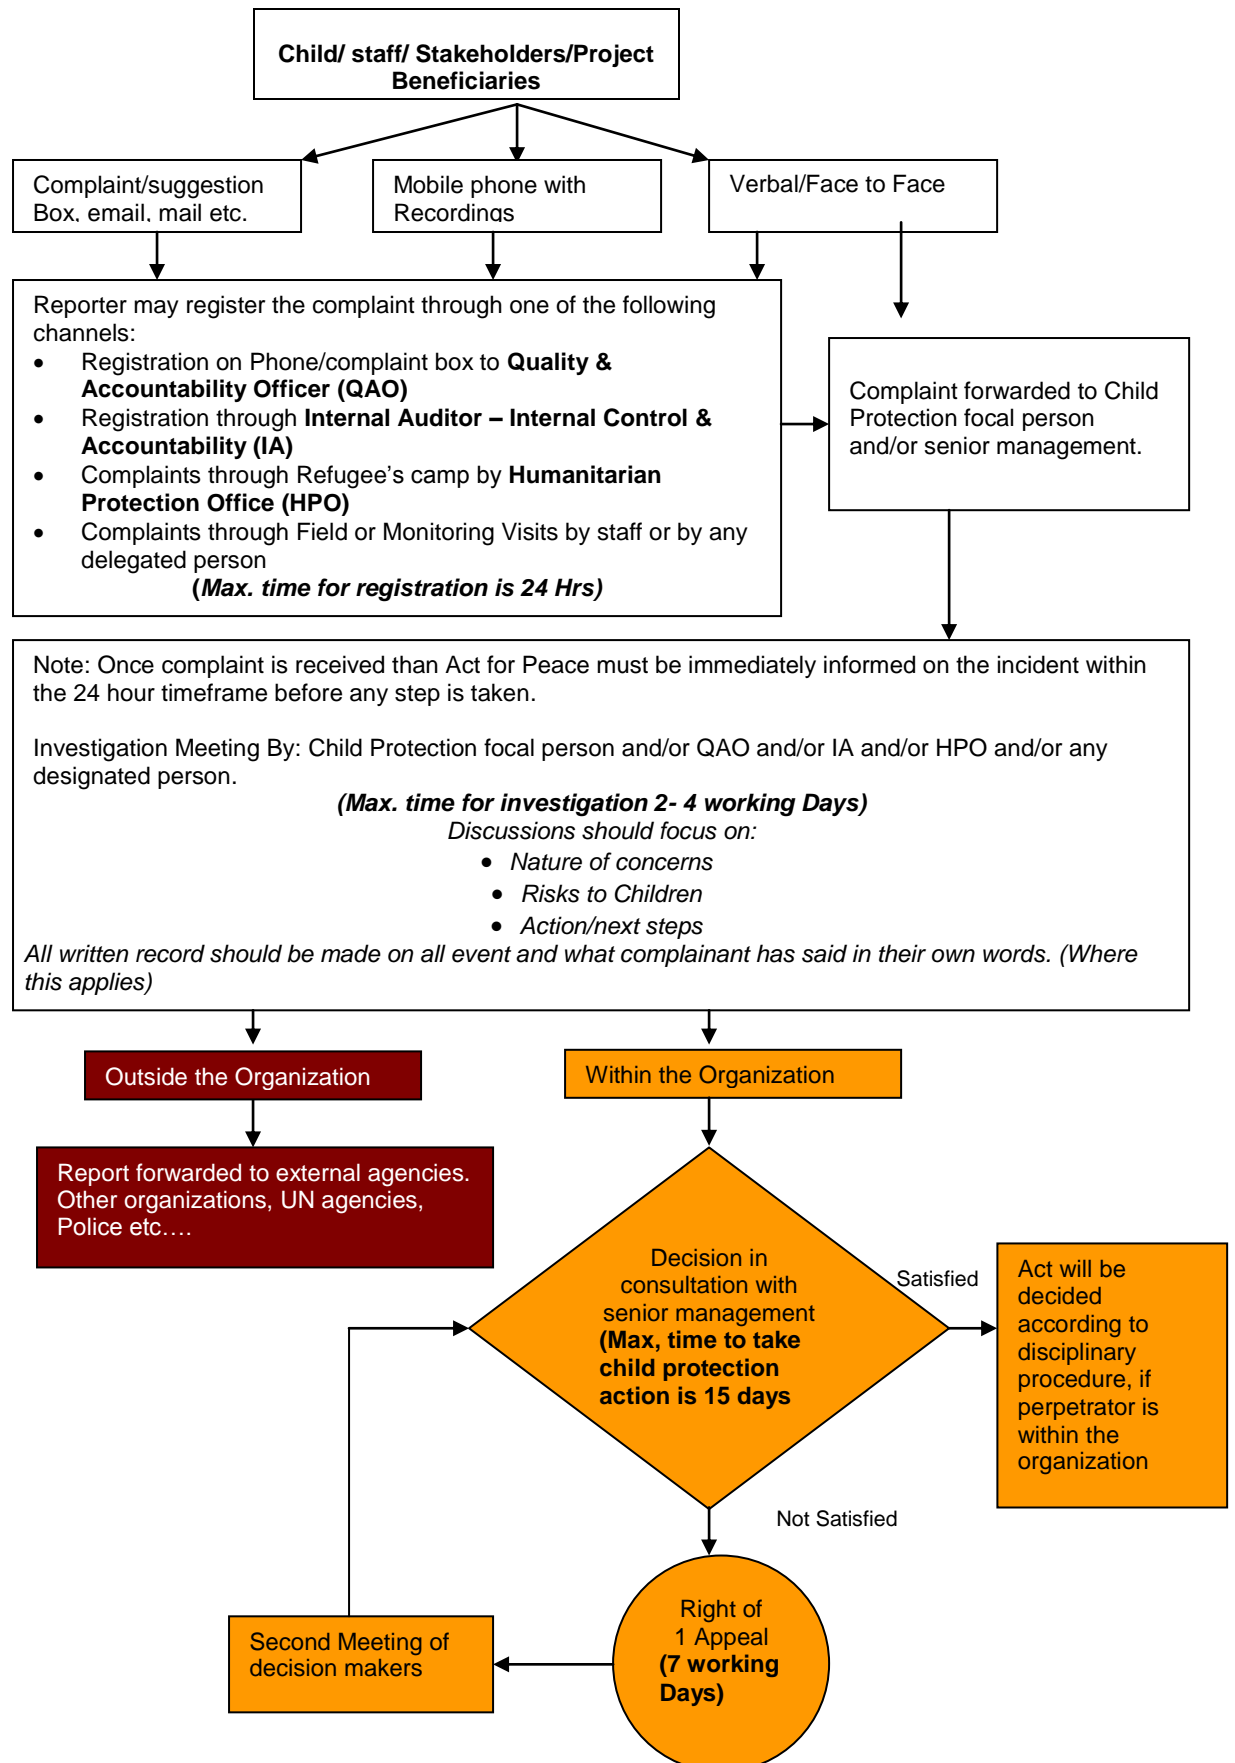 Child/ staff/ Stakeholders/Project
Beneficiaries
Complaint/suggestion
Box, email, mail etc.
Mobile phone with
Recordings
Verbal/Face to Face
Reporter may register the complaint through one of the following
channels:
• Registration on Phone/complaint box to Quality &
Accountability Officer (QAO)
• Registration through Internal Auditor – Internal Control &
Accountability (IA)
• Complaints through Refugee's camp by Humanitarian
Protection Office (HPO)
• Complaints through Field or Monitoring Visits by staff or by any
delegated person
(Max. time for registration is 24 Hrs)
Complaint forwarded to Child
Protection focal person
and/or senior management.
Note: Once complaint is received than Act for Peace must be immediately informed on the incident within
the 24 hour timeframe before any step is taken.
Investigation Meeting By: Child Protection focal person and/or QAO and/or IA and/or HPO and/or any
designated person.
(Max. time for investigation 2- 4 working Days)
Discussions should focus on:
• Nature of concerns
• Risks to Children
• Action/next steps
All written record should be made on all event and what complainant has said in their own words. (Where
this applies)
Outside the Organization
Within the Organization
Report forwarded to external agencies.
Other organizations, UN agencies,
Police etc….
Decision in
consultation with
senior management
(Max, time to take
child protection
action is 15 days
Satisfied
Act will be
decided
according to
disciplinary
procedure, if
perpetrator is
within the
organization
Not Satisfied
Right of
1 Appeal
(7 working
Days)
Second Meeting of
decision makers